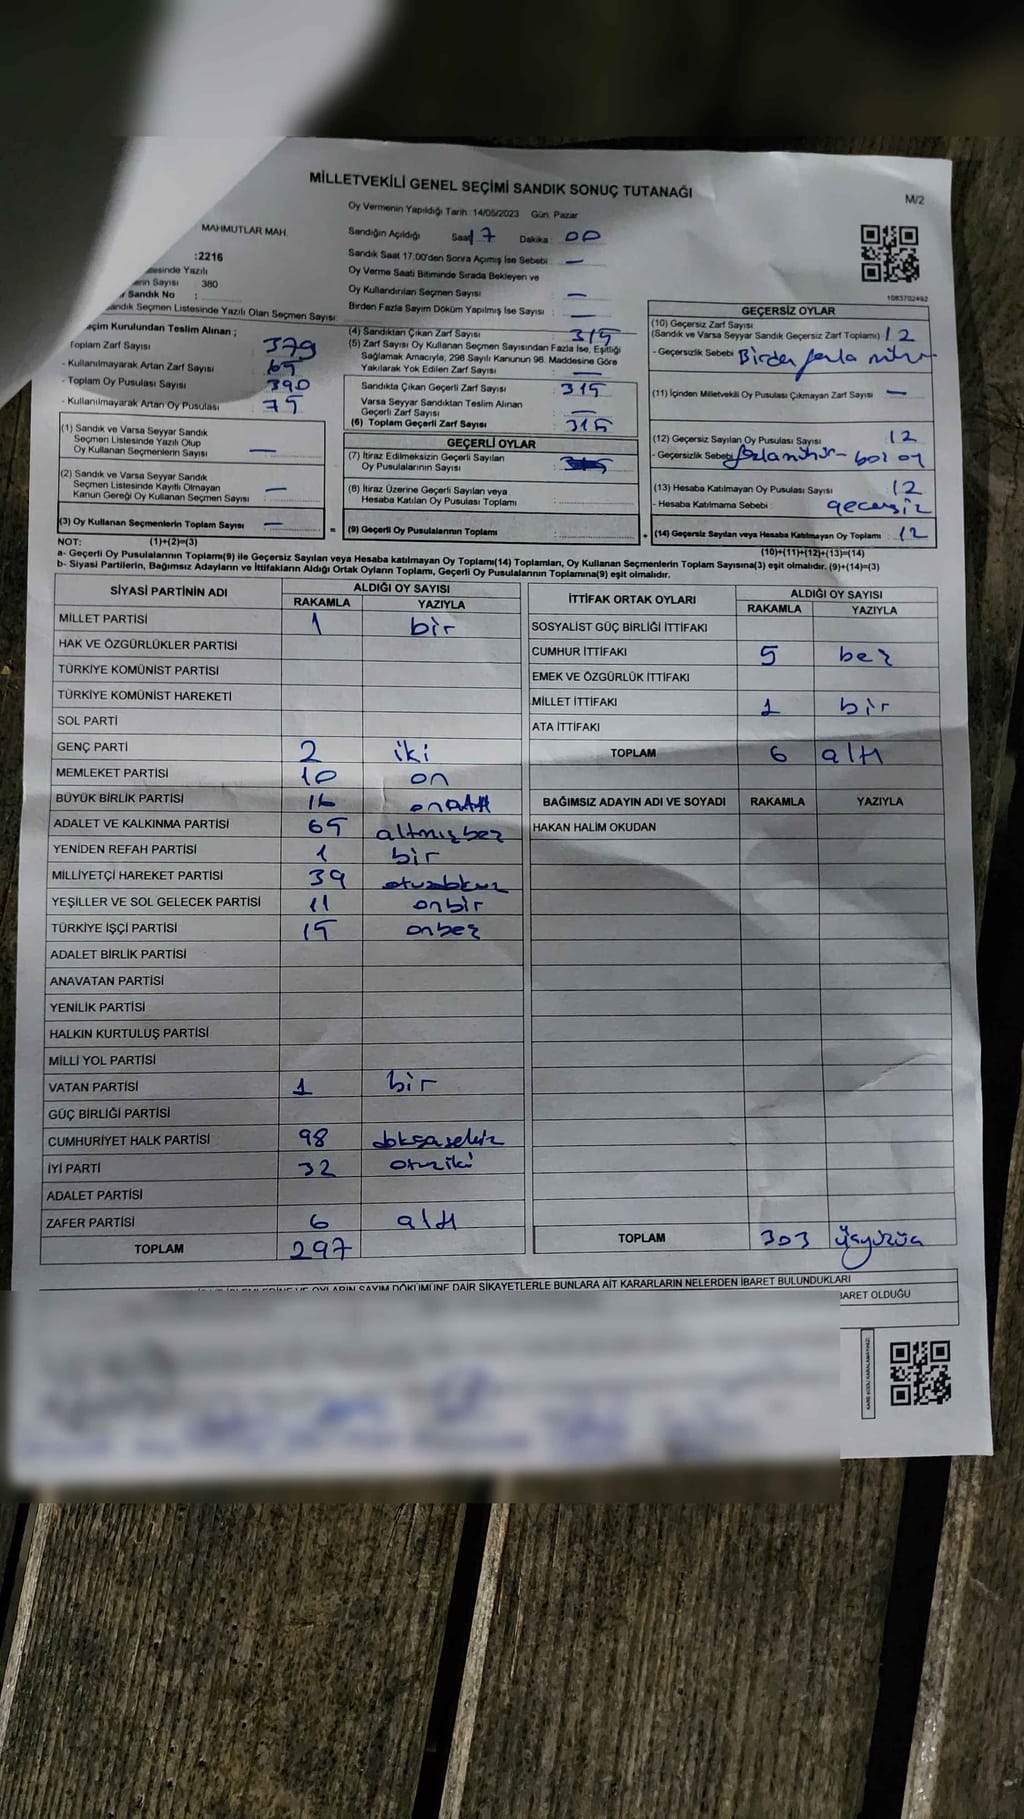 MİLLETVEKİLİ GENEL SEÇİMİ SANDIK SONUÇ TUTANAĞI
M/2
Oy Vermenin Yapıldığı Tarih :14/05/2023 Gün: Pazar
MAHMUTLAR MAH.
Sandığın Açıldığı Saat 17 Dakika : 00
:2216
Sandık Saat 17.00'den Sonra Açmış İse Sebebi : —
Oy Verme Saati Bitiminde Sırada Bekleyen ve
Oy Kullandırılan Seçmen Sayısı : —
Birden Fazla Sayım Döküm Yapılmış İse Sayısı : —
1083702492
Yazılı
Sayısı : 380
Sandık No :
Sandık Seçmen Listesinde Yazılı Olan Seçmen Sayısı:
Seçim Kurulundan Teslim Alınan ;
Toplam Zarf Sayısı : 379
- Kullanılmayarak Artan Zarf Sayısı : 65
- Toplam Oy Pusulası Sayısı : 390
- Kullanılmayarak Artan Oy Pusulası : 75
(1) Sandık ve Varsa Seyyar Sandık
Seçmen Listesinde Yazılı Olup
Oy Kullanan Seçmenlerin Sayısı : —
(2) Sandık ve Varsa Seyyar Sandık
Seçmen Listesinde Kayıtlı Olmayan
Kanun Gereği Oy Kullanan Seçmen Sayısı : —
(3) Oy Kullanan Seçmenlerin Toplam Sayısı : —
(4) Sandıktan Çıkan Zarf Sayısı : 315
(5) Zarf Sayısı Oy Kullanan Seçmen Sayısından Fazla İse, Eşitliği
Sağlamak Amacıyla, 298 Sayılı Kanunun 98. Maddesine Göre
Yakılarak Yok Edilen Zarf Sayısı : —
Sandıkta Çıkan Geçerli Zarf Sayısı : 315
Varsa Seyyar Sandıktan Teslim Alınan
Geçerli Zarf Sayısı : —
(6) Toplam Geçerli Zarf Sayısı : 315
GEÇERLİ OYLAR
(7) İtiraz Edilmeksizin Geçerli Sayılan
Oy Pusulalarının Sayısı :
(8) İtiraz Üzerine Geçerli Sayılan veya
Hesaba Katılan Oy Pusulası Toplamı :
= (9) Geçerli Oy Pusulalarının Toplamı :
GEÇERSİZ OYLAR
(10) Geçersiz Zarf Sayısı
(Sandık ve Varsa Seyyar Sandık Geçersiz Zarf Toplamı) : 12
- Geçersizlik Sebebi : Birden fazla mühür
(11) İçinden Milletvekili Oy Pusulası Çıkmayan Zarf Sayısı : —
(12) Geçersiz Sayılan Oy Pusulası Sayısı : 12
- Geçersizlik Sebebi : fazla mühür - boş oy
(13) Hesaba Katılmayan Oy Pusulası Sayısı : 12
- Hesaba Katılmama Sebebi : geçersiz
+ (14) Geçersiz Sayılan veya Hesaba Katılmayan Oy Toplamı : 12
NOT: (1)+(2)=(3)
(10)+(11)+(12)+(13)=(14)
a- Geçerli Oy Pusulalarının Toplamı(9) ile Geçersiz Sayılan veya Hesaba katılmayan Oy Toplamı(14) Toplamları, Oy Kullanan Seçmenlerin Toplam Sayısına(3) eşit olmalıdır. (9)+(14)=(3)
b- Siyasi Partilerin, Bağımsız Adayların ve İttifakların Aldığı Ortak Oyların Toplamı, Geçerli Oy Pusulalarının Toplamına(9) eşit olmalıdır.
SİYASİ PARTİNİN ADI ALDIĞI OY SAYISI
RAKAMLA YAZIYLA
MİLLET PARTİSİ 1 bir
HAK VE ÖZGÜRLÜKLER PARTİSİ
TÜRKİYE KOMÜNİST PARTİSİ
TÜRKİYE KOMÜNİST HAREKETİ
SOL PARTİ
GENÇ PARTİ 2 iki
MEMLEKET PARTİSİ 10 on
BÜYÜK BİRLİK PARTİSİ 16 onaltı
ADALET VE KALKINMA PARTİSİ 65 altmışbeş
YENİDEN REFAH PARTİSİ 1 bir
MİLLİYETÇİ HAREKET PARTİSİ 39 otuzdokuz
YEŞİLLER VE SOL GELECEK PARTİSİ 11 onbir
TÜRKİYE İŞÇİ PARTİSİ 15 onbeş
ADALET BİRLİK PARTİSİ
ANAVATAN PARTİSİ
YENİLİK PARTİSİ
HALKIN KURTULUŞ PARTİSİ
MİLLİ YOL PARTİSİ
VATAN PARTİSİ 1 bir
GÜÇ BİRLİĞİ PARTİSİ
CUMHURİYET HALK PARTİSİ 98 doksasekiz
İYİ PARTİ 32 otuziki
ADALET PARTİSİ
ZAFER PARTİSİ 6 altı
TOPLAM 297
İTTİFAK ORTAK OYLARI ALDIĞI OY SAYISI
RAKAMLA YAZIYLA
SOSYALİST GÜÇ BİRLİĞİ İTTİFAKI
CUMHUR İTTİFAKI 5 beş
EMEK VE ÖZGÜRLÜK İTTİFAKI
MİLLET İTTİFAKI 1 bir
ATA İTTİFAKI
TOPLAM 6 altı
BAĞIMSIZ ADAYIN ADI VE SOYADI RAKAMLA YAZIYLA
HAKAN HALİM OKUDAN
TOPLAM 303 üçyüzüç
OYLARIN SAYIM DÖKÜMÜNE DAİR ŞİKAYETLERLE BUNLARA AİT KARARLARIN NELERDEN İBARET BULUNDUKLARI
İBARET OLDUĞU